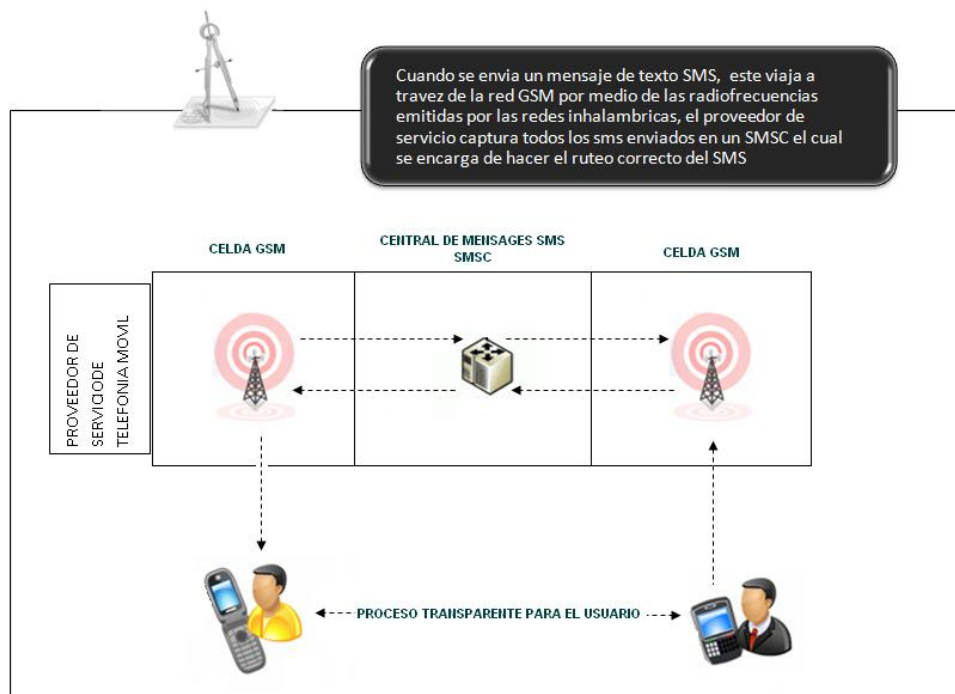 Cuando se envia un mensaje de texto SMS, este viaja a
travez de la red GSM por medio de las radiofrecuencias
emitidas por las redes inhalambricas, el proveedor de
servicio captura todos los sms enviados en un SMSC el cual
se encarga de hacer el ruteo correcto del SMS
CELDA GSM
CENTRAL DE MENSAGES SMS
SMSC
CELDA GSM
PROVEEDOR DE
SERVICIODE
TELEFONIA MOVIL
PROCESO TRANSPARENTE PARA EL USUARIO